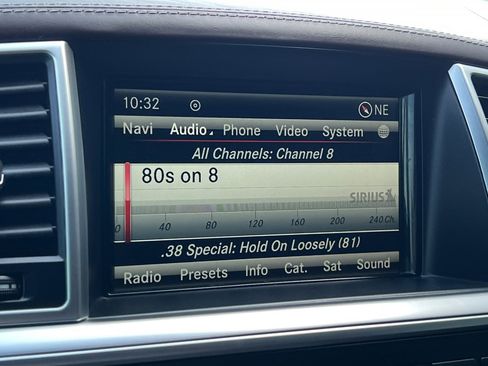 10:32 NE
Navi Audio Phone Video System
All Channels: Channel 8
80s on 8
SIRIUS
0 40 80 120 160 200 240 Ch.
.38 Special: Hold On Loosely (81)
Radio Presets Info Cat. Sat Sound